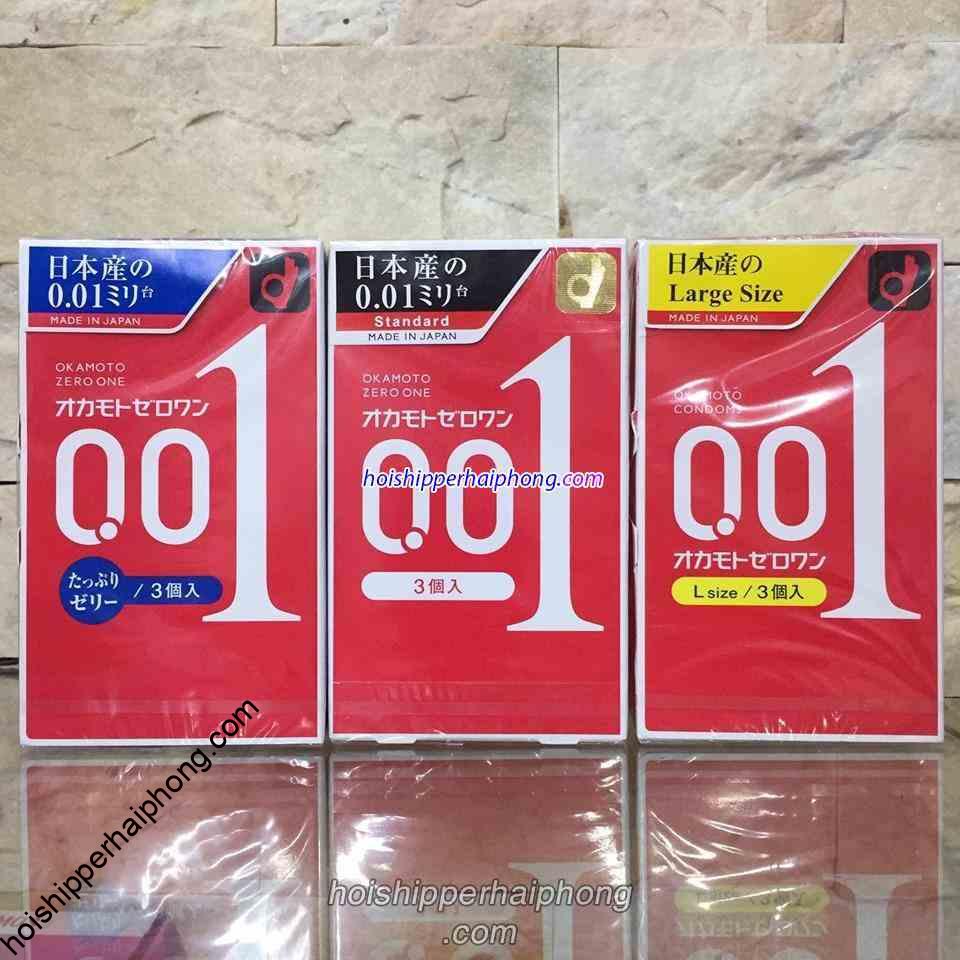 日本産の
0.01ミリ台
MADE IN JAPAN
OKAMOTO
ZERO ONE
オカモトゼロワン
0.01
たっぷり
ゼリー
/ 3個入
日本産の
0.01ミリ台
Standard
MADE IN JAPAN
OKAMOTO
ZERO ONE
オカモトゼロワン
0.01
3個入
日本産の
Large Size
MADE IN JAPAN
OKAMOTO
CONDOMS
0.01
オカモトゼロワン
L size / 3個入
hoishipperhaiphong.com
hoishipperhaiphong.com
hoishipperhaiphong
.com